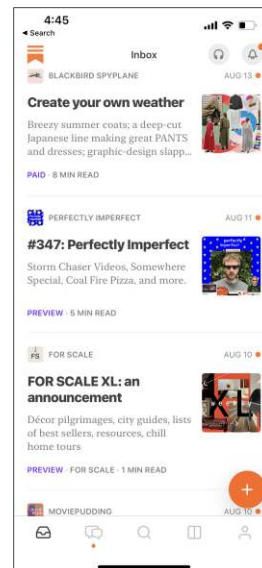 4:45
◀ Search
Inbox
BLACKBIRD SPYPLANE
AUG 13
Create your own weather
Breezy summer coats; a deep-cut
Japanese line making great PANTS
and dresses; graphic-design slapp...
PAID · 8 MIN READ
PERFECTLY IMPERFECT
AUG 11
#347: Perfectly Imperfect
perfectly
imperfect
Storm Chaser Videos, Somewhere
Special, Coal Fire Pizza, and more.
PREVIEW · 5 MIN READ
FS
FOR SCALE
AUG 10
FOR SCALE XL: an
announcement
XL
Décor pilgrimages, city guides, lists
of best sellers, resources, chill
home tours
PREVIEW · FOR SCALE · 1 MIN READ
MOVIEPUDDING
AUG 10